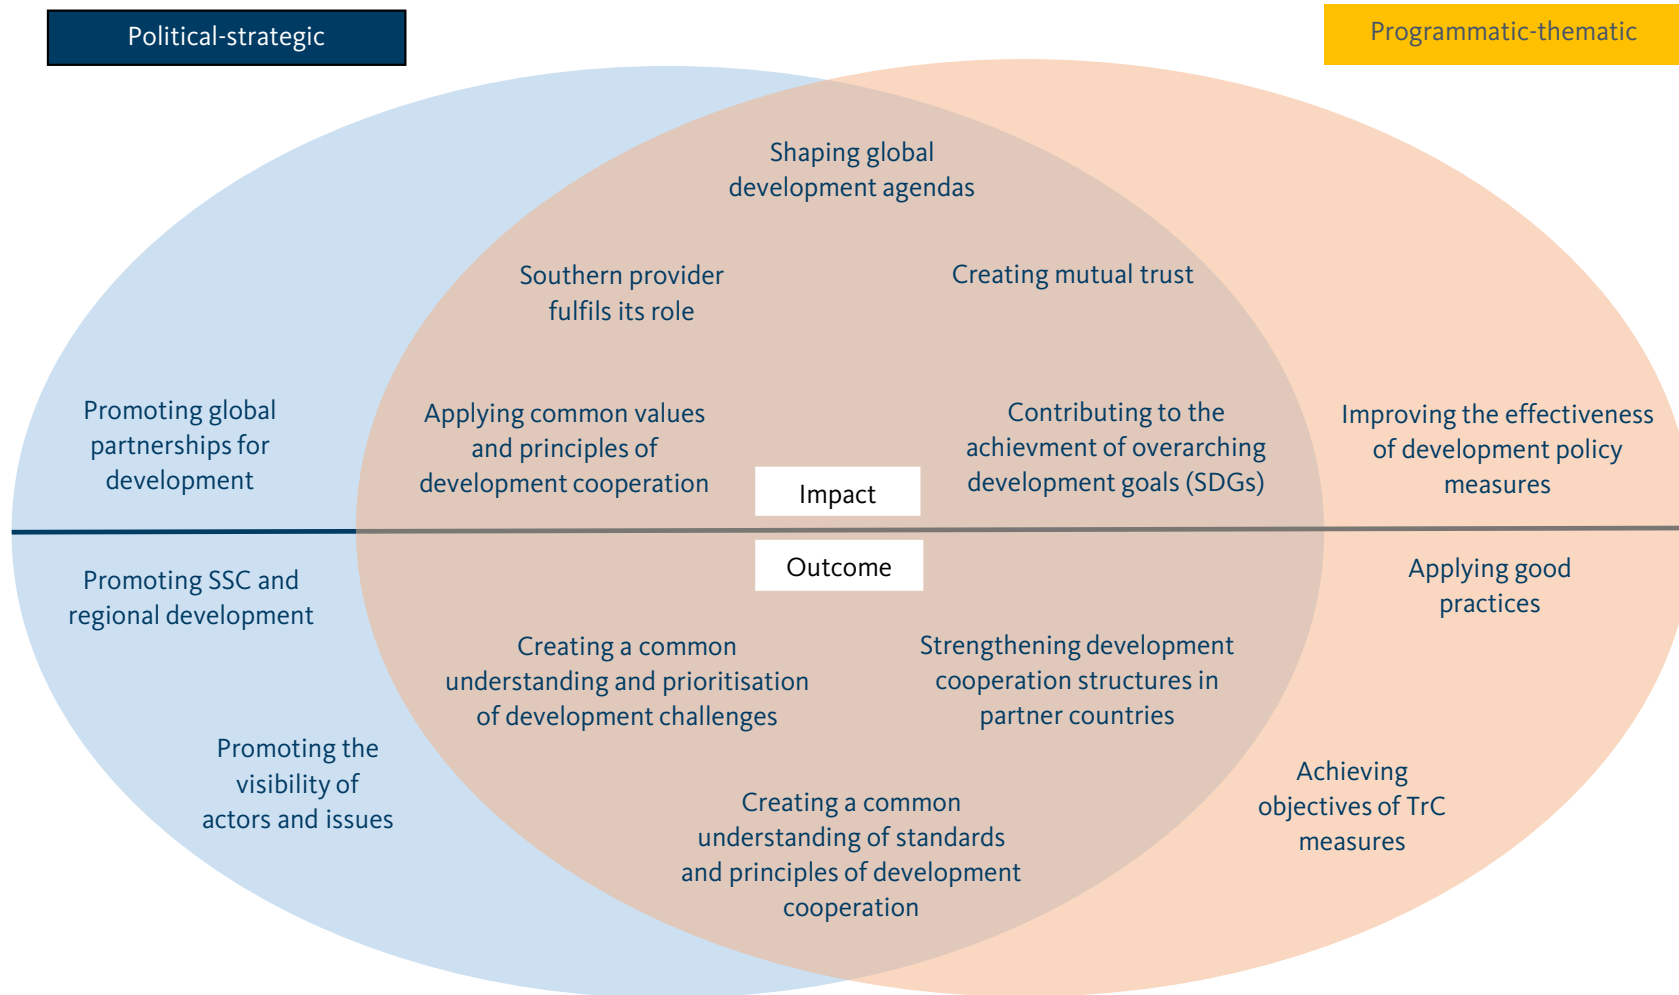 Political-strategic
Programmatic-thematic
Shaping global
development agendas
Southern provider
fulfils its role
Creating mutual trust
Promoting global
partnerships for
development
Applying common values
and principles of
development cooperation
Contributing to the
achievment of overarching
development goals (SDGs)
Improving the effectiveness
of development policy
measures
Impact
Outcome
Promoting SSC and
regional development
Applying good
practices
Creating a common
understanding and prioritisation
of development challenges
Strengthening development
cooperation structures in
partner countries
Promoting the
visibility of
actors and issues
Creating a common
understanding of standards
and principles of development
cooperation
Achieving
objectives of TrC
measures